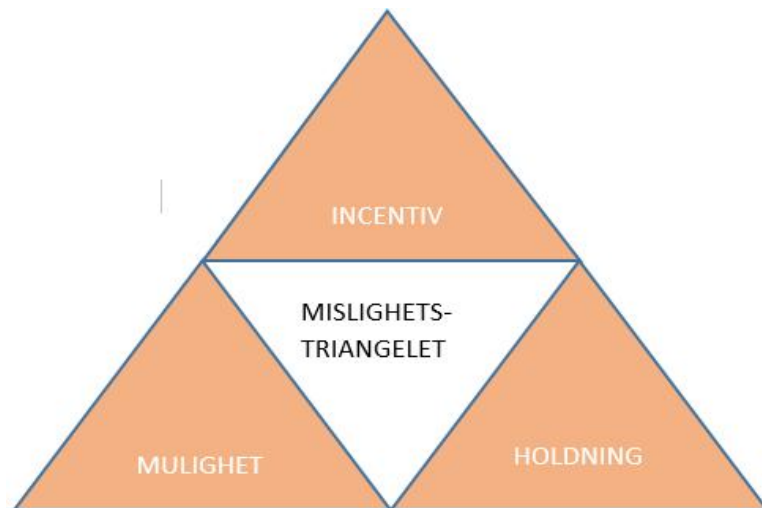 INCENTIV
MISLIGHETS-
TRIANGELET
MULIGHET
HOLDNING